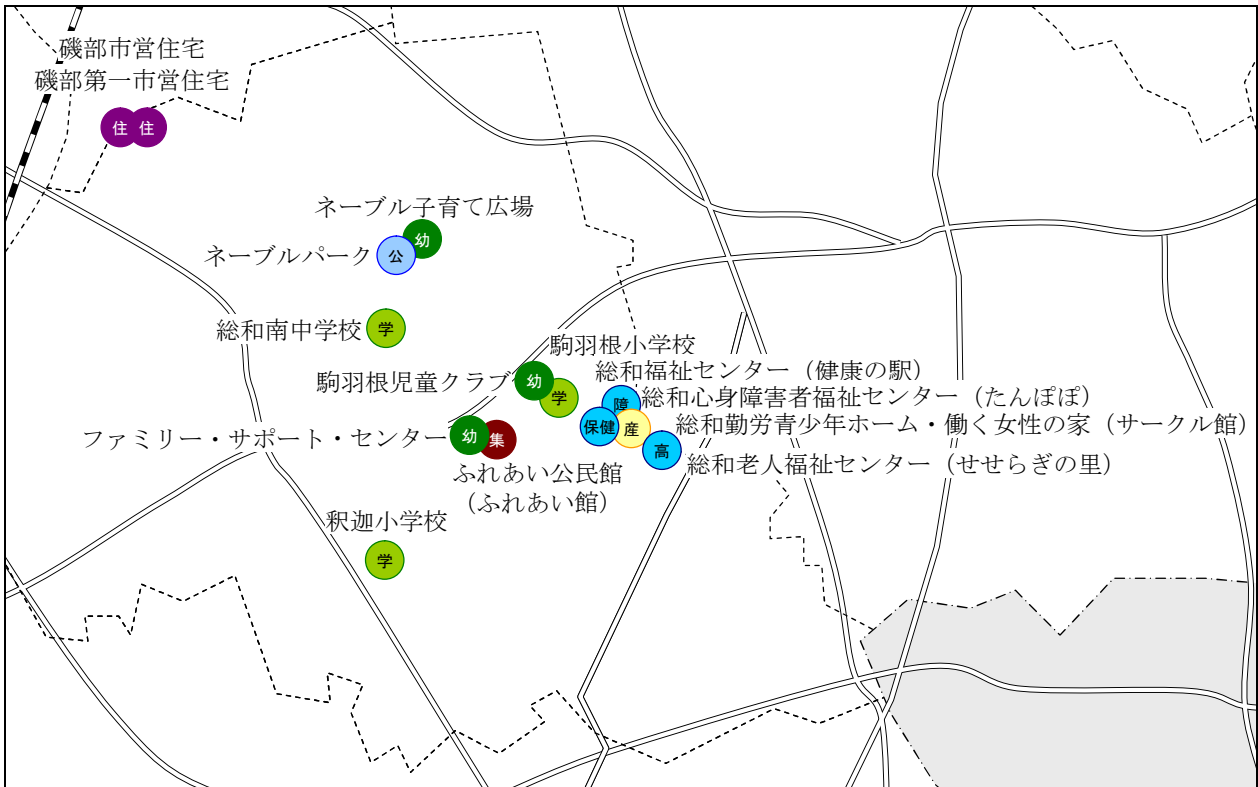 磯部市営住宅
磯部第一市営住宅
住 住
ネーブル子育て広場
幼
ネーブルパーク 公
総和南中学校 学
駒羽根小学校
総和福祉センター（健康の駅）
駒羽根児童クラブ 幼
学
障 総和心身障害者福祉センター（たんぽぽ）
保健 産 総和勤労青少年ホーム・働く女性の家（サークル館）
ファミリー・サポート・センター 幼 集
高 総和老人福祉センター（せせらぎの里）
ふれあい公民館
（ふれあい館）
釈迦小学校
学